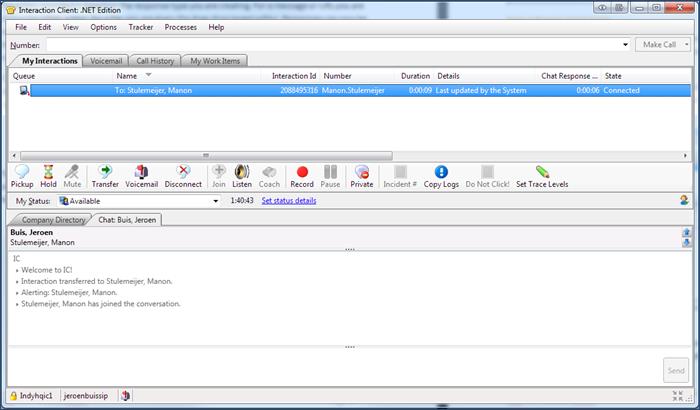 Interaction Client: .NET Edition
File Edit View Options Tracker Processes Help
Number: Make Call
My Interactions Voicemail Call History My Work Items
Queue Name Interaction Id Number Duration Details Chat Response ... State
To: Stulemeijer, Manon 2088495316 Manon.Stulemeijer 0:00:09 Last updated by the System 0:00:06 Connected
Pickup Hold Mute Transfer Voicemail Disconnect Join Listen Coach Record Pause Private Incident # Copy Logs Do Not Click! Set Trace Levels
My Status: Available 1:40:43 Set status details
Company Directory Chat: Buis, Jeroen
Buis, Jeroen
Stulemeijer, Manon
IC
Welcome to IC!
Interaction transferred to Stulemeijer, Manon.
Alerting: Stulemeijer, Manon.
Stulemeijer, Manon has joined the conversation.
Send
Indyhqic1 jeroenbuissip